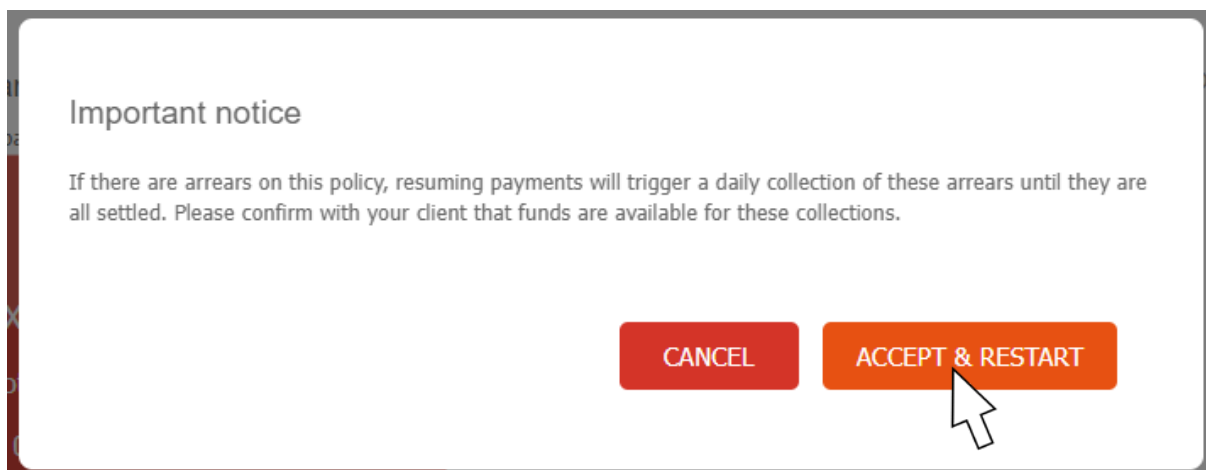 Important notice
If there are arrears on this policy, resuming payments will trigger a daily collection of these arrears until they are
all settled. Please confirm with your client that funds are available for these collections.
CANCEL
ACCEPT & RESTART